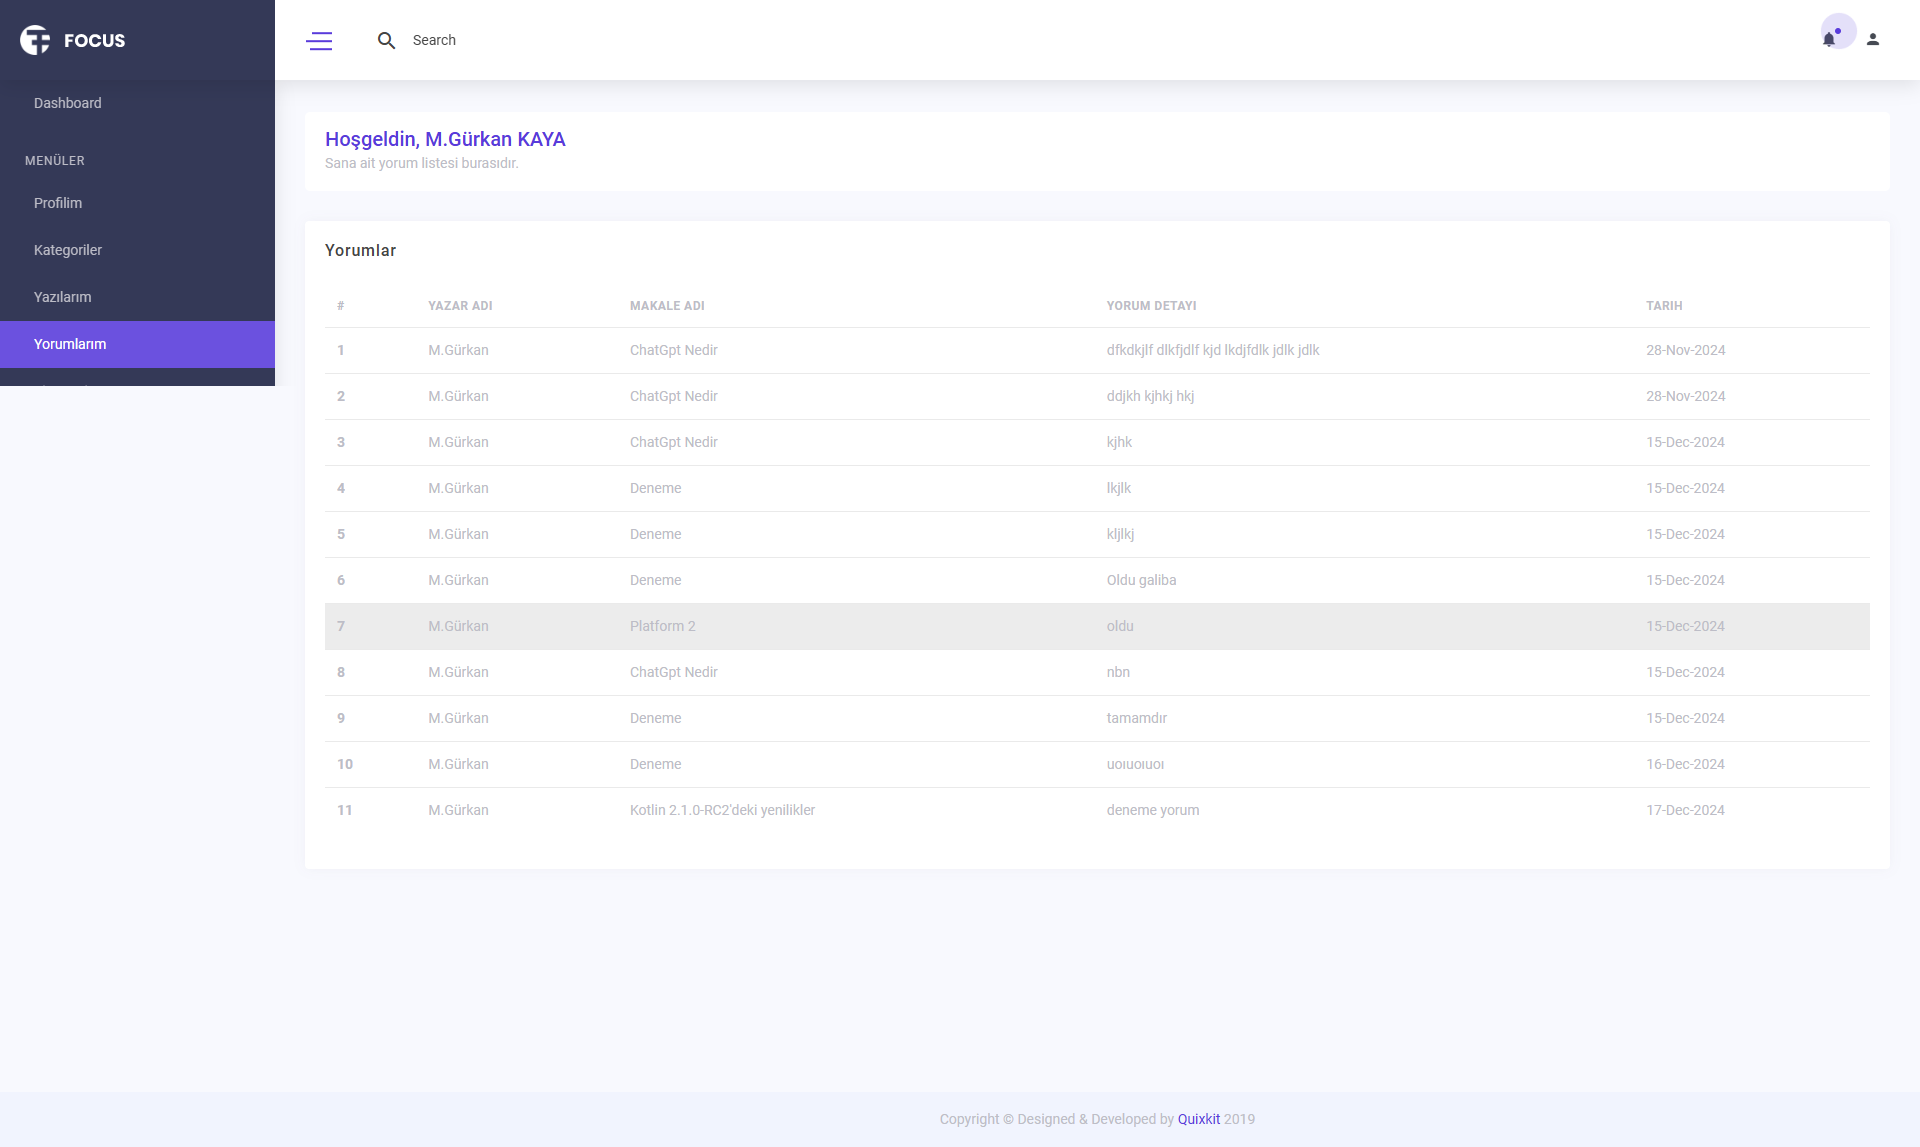 FOCUS
Search
Dashboard
MENÜLER
Profilim
Kategoriler
Yazılarım
Yorumlarım
Hoşgeldin, M.Gürkan KAYA
Sana ait yorum listesi burasıdır.
Yorumlar
# YAZAR ADI MAKALE ADI YORUM DETAYI TARIH
1 M.Gürkan ChatGpt Nedir dfkdkjlf dlkfjdlf kjd lkdjfdlk jdlk jdlk 28-Nov-2024
2 M.Gürkan ChatGpt Nedir ddjkh kjhkj hkj 28-Nov-2024
3 M.Gürkan ChatGpt Nedir kjhk 15-Dec-2024
4 M.Gürkan Deneme lkjlk 15-Dec-2024
5 M.Gürkan Deneme kljlkj 15-Dec-2024
6 M.Gürkan Deneme Oldu galiba 15-Dec-2024
7 M.Gürkan Platform 2 oldu 15-Dec-2024
8 M.Gürkan ChatGpt Nedir nbn 15-Dec-2024
9 M.Gürkan Deneme tamamdır 15-Dec-2024
10 M.Gürkan Deneme uoıuoıuoı 16-Dec-2024
11 M.Gürkan Kotlin 2.1.0-RC2'deki yenilikler deneme yorum 17-Dec-2024
Copyright © Designed & Developed by Quixkit 2019